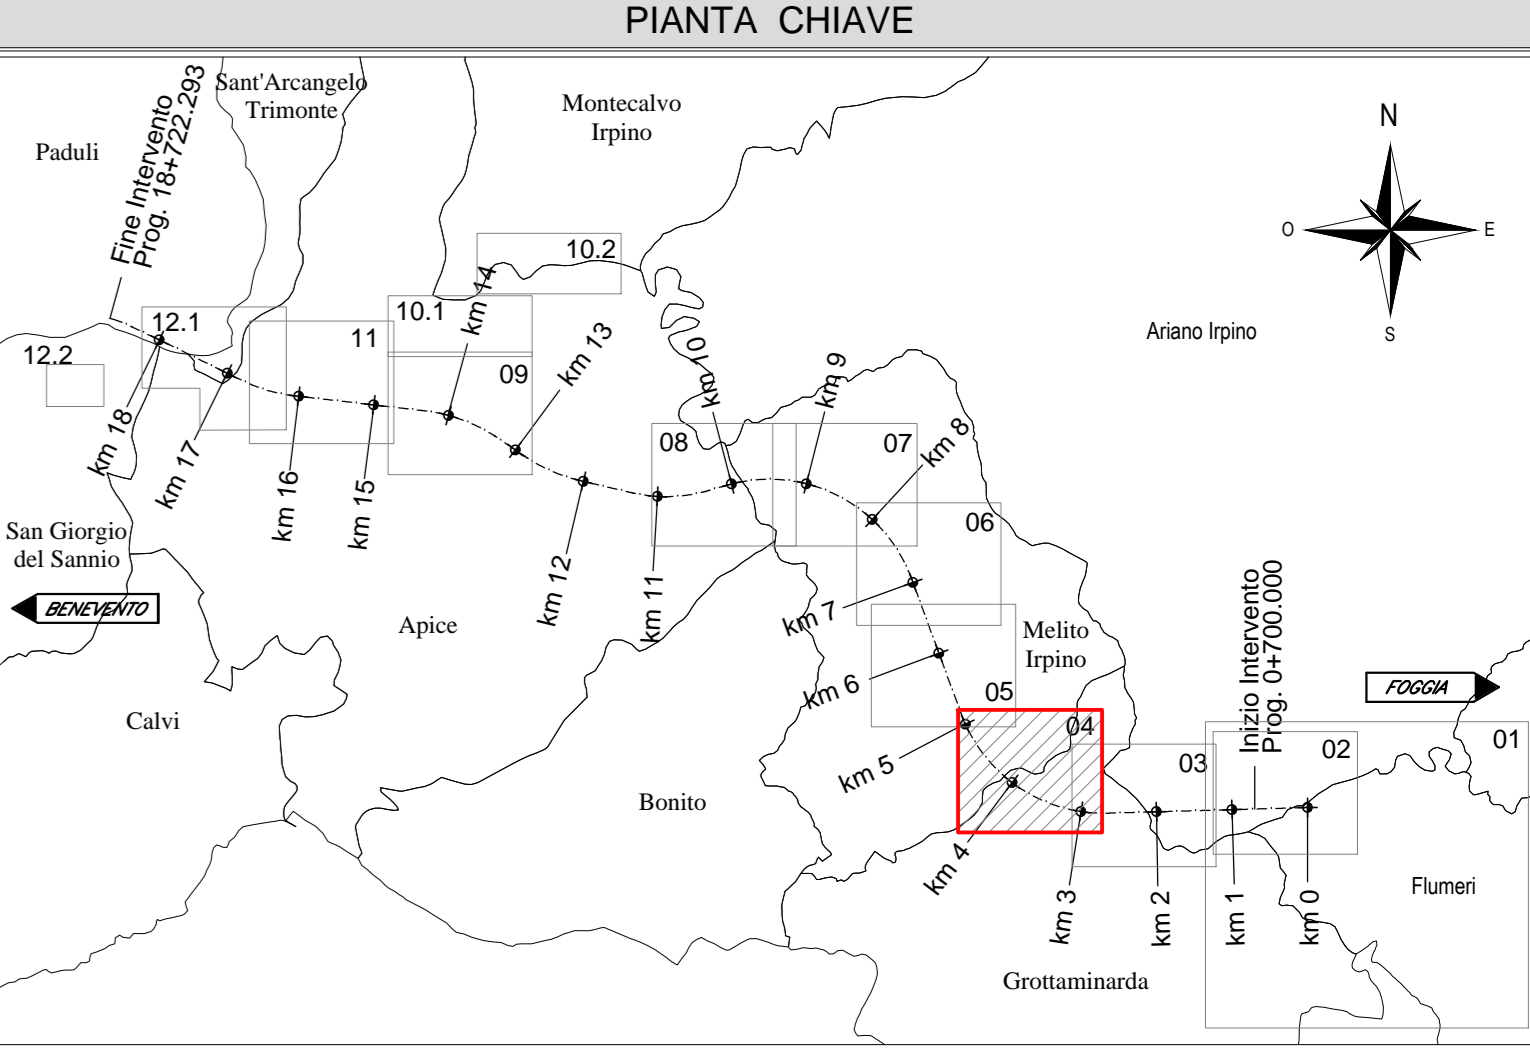 PIANTA CHIAVE
Sant'Arcangelo
Trimonte
Montecalvo
Irpino
Paduli
Fine Intervento
Prog. 18+722.293
N
O
E
S
Ariano Irpino
10.2
10.1
12.1
11
12.2
09
08
07
06
05
04
03
02
01
km 18
km 17
km 16
km 15
km 14
km 13
km 12
km 11
km 10
km 9
km 8
km 7
km 6
km 5
km 4
km 3
km 2
km 1
km 0
San Giorgio
del Sannio
BENEVENTO
Apice
Calvi
Bonito
Melito
Irpino
Inizio Intervento
Prog. 0+700.000
FOGGIA
Flumeri
Grottaminarda